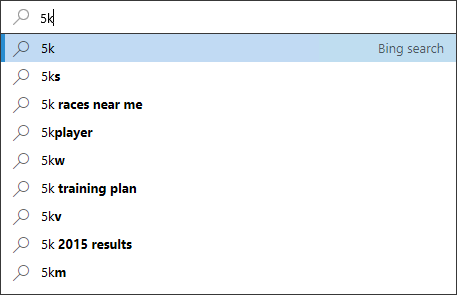 5k
5k Bing search
5ks
5k races near me
5kplayer
5kw
5k training plan
5kv
5k 2015 results
5km